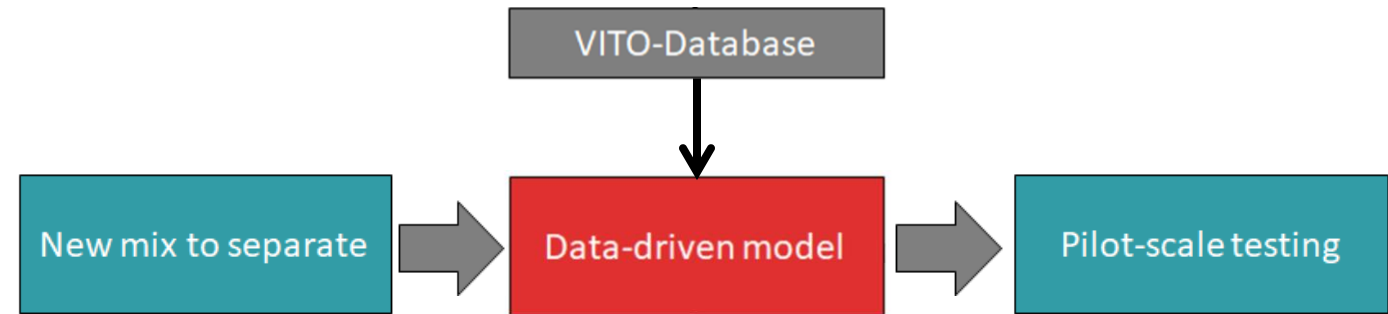 VITO-Database
New mix to separate
Data-driven model
Pilot-scale testing